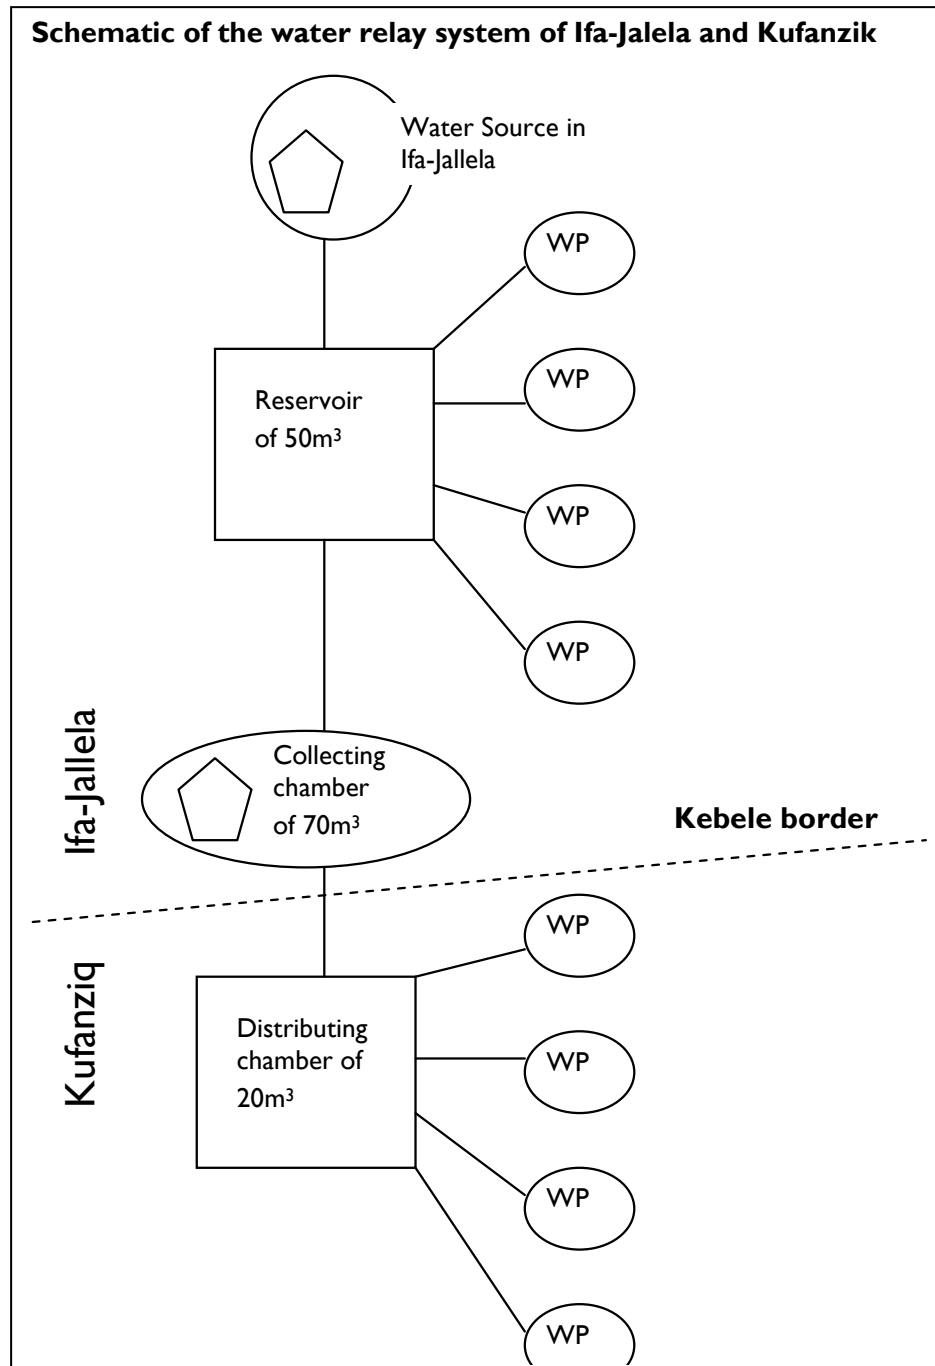 Schematic of the water relay system of Ifa-Jalela and Kufanzik
Water Source in
Ifa-Jallela
WP
WP
Reservoir
of 50m³
WP
WP
Ifa-Jallela
Collecting
chamber
of 70m³
Kebele border
WP
Kufanziq
Distributing
chamber of
20m³
WP
WP
WP